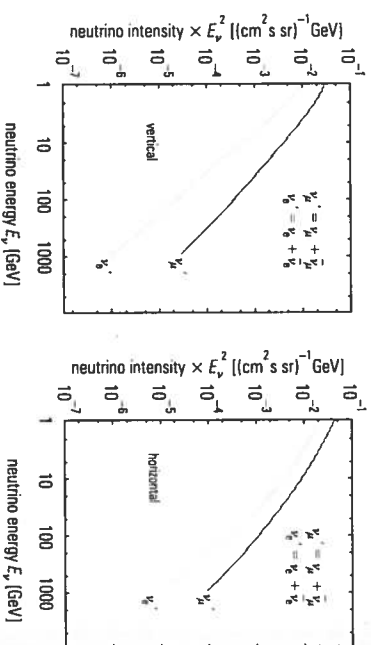 neutrino intensity × E_ν² [(cm² s sr)⁻¹ GeV)
10⁻⁷ 10⁻⁶ 10⁻⁵ 10⁻⁴ 10⁻³ 10⁻² 10⁻¹
ν_μ' = ν_μ + ν̄_μ
ν_e' = ν_e + ν̄_e
vertical
ν_μ'
ν_e'
1 10 100 1000
neutrino energy E_ν [GeV]
neutrino intensity × E_ν² [(cm² s sr)⁻¹ GeV]
10⁻⁷ 10⁻⁶ 10⁻⁵ 10⁻⁴ 10⁻³ 10⁻² 10⁻¹
ν_μ' = ν_μ + ν̄_μ
ν_e' = ν_e + ν̄_e
horizontal
ν_μ'
ν_e'
1 10 100 1000
neutrino energy E_ν [GeV]